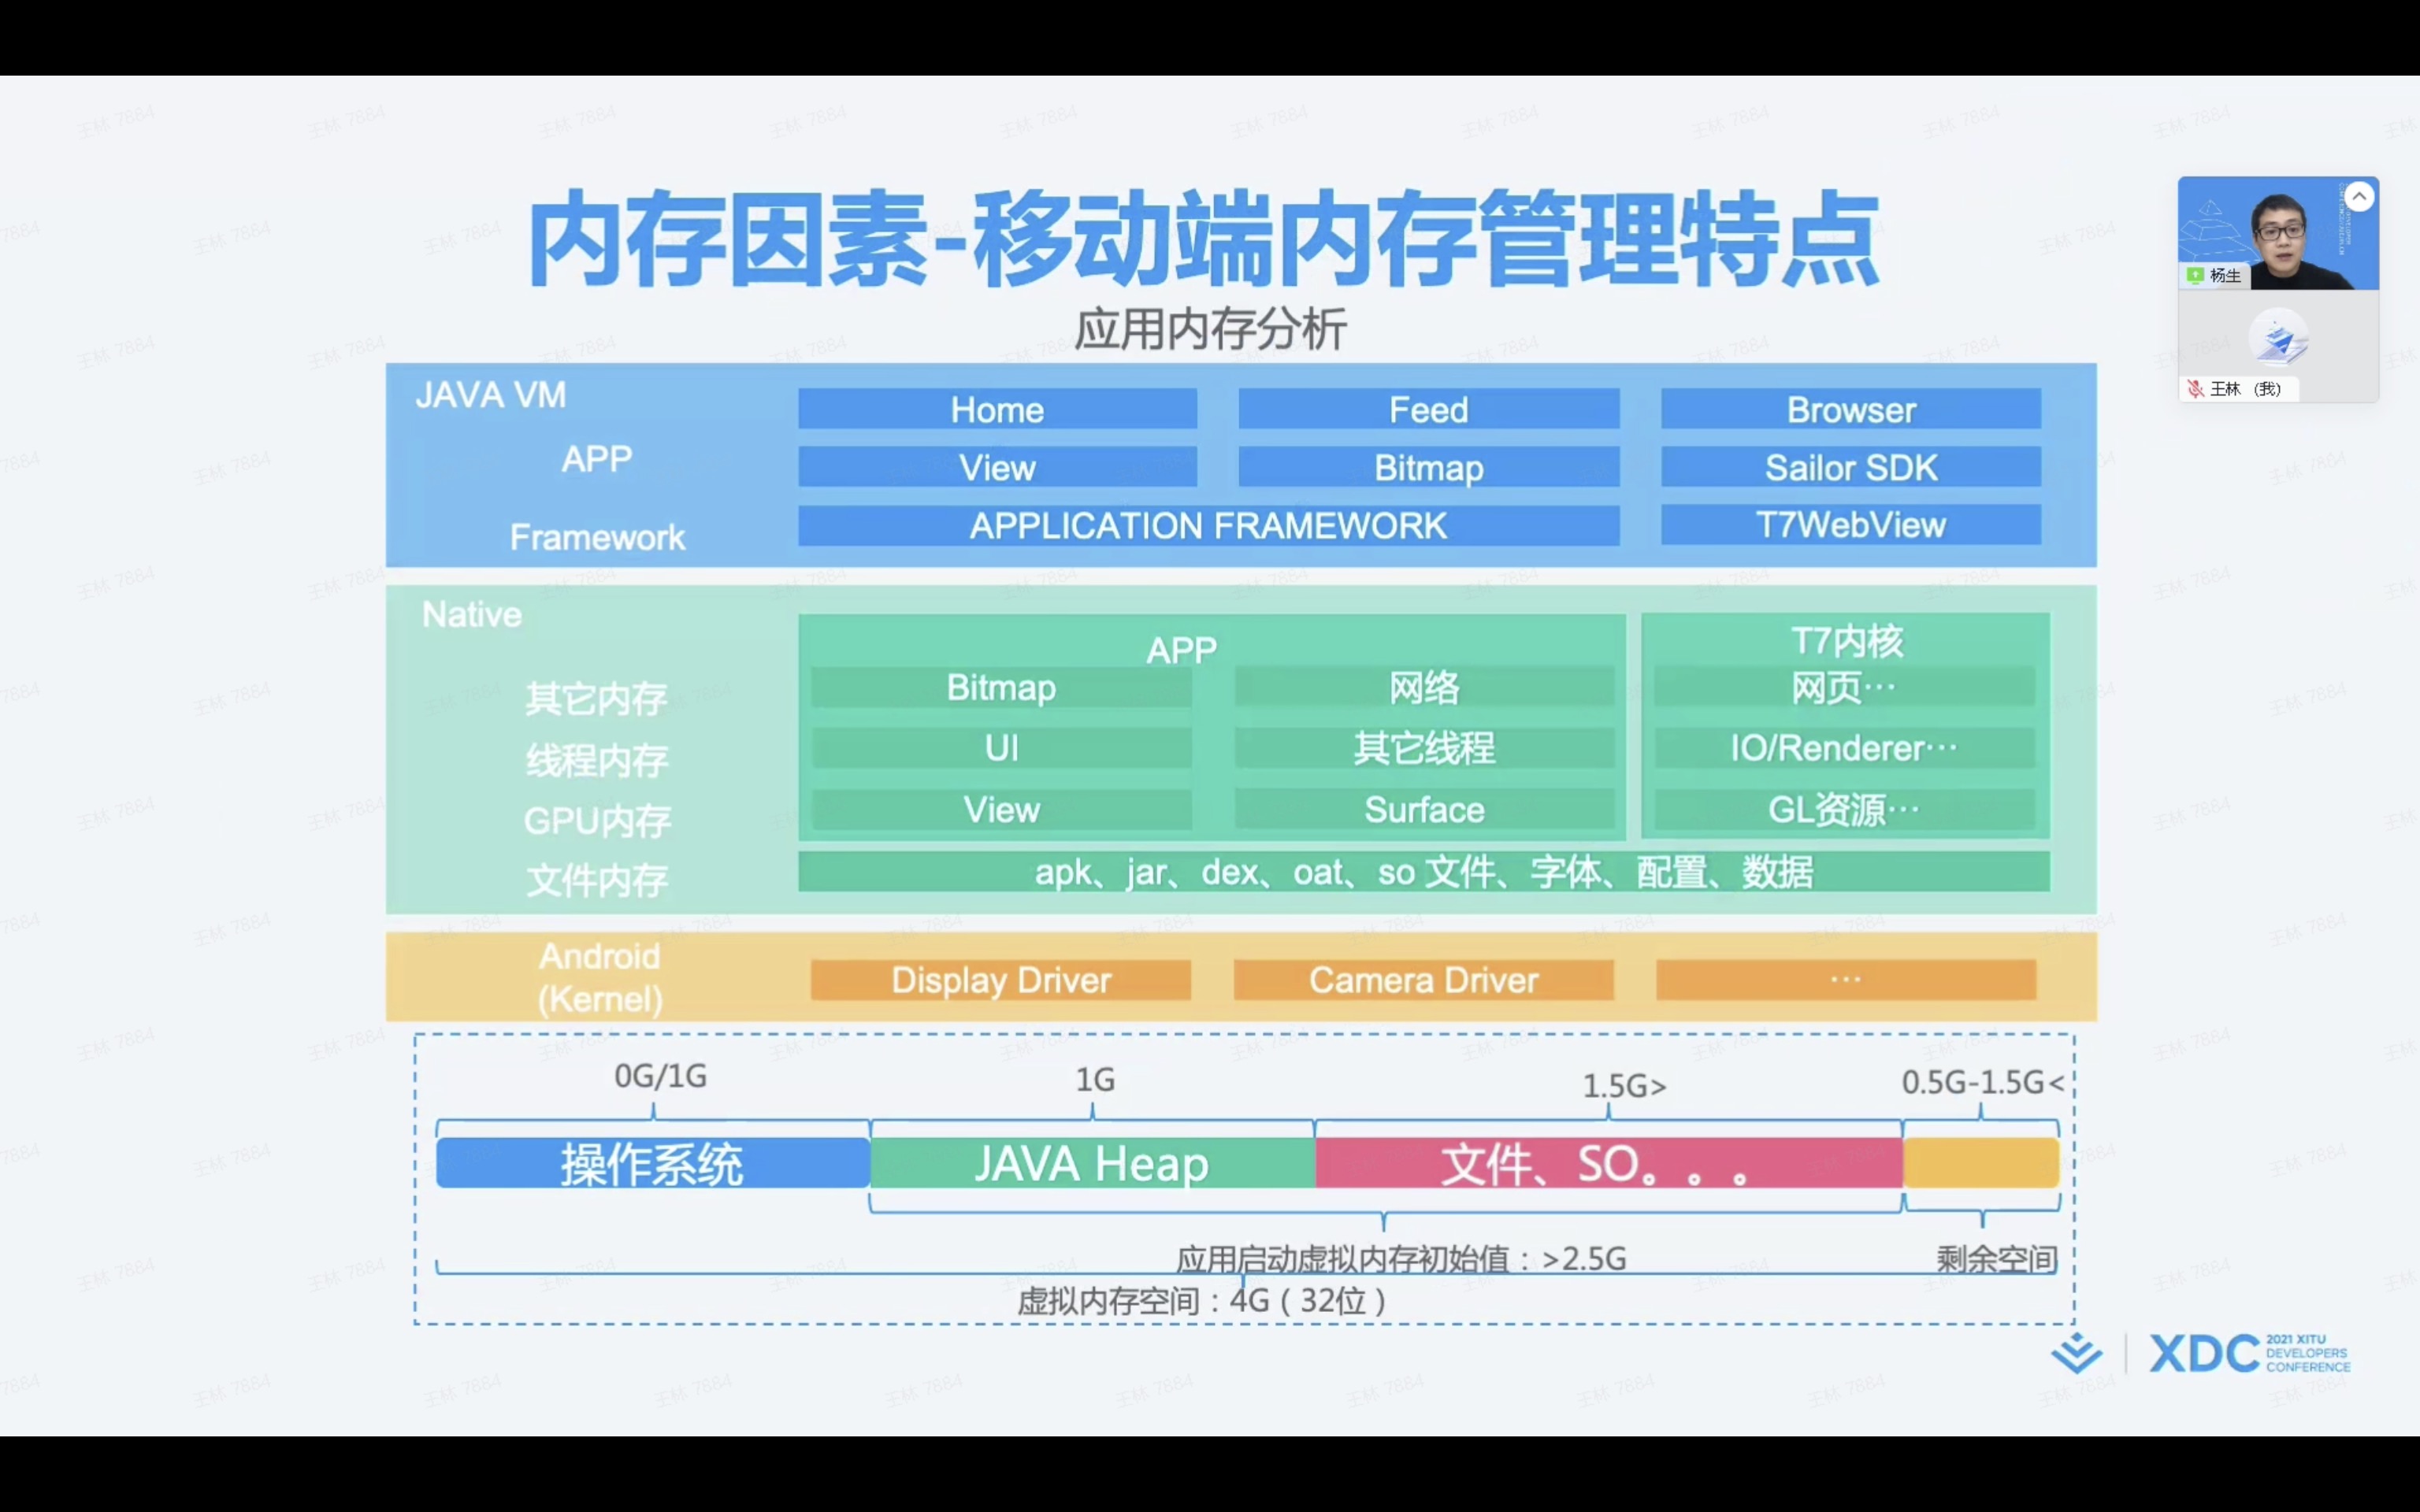 内存因素-移动端内存管理特点
应用内存分析
JAVA VM
Home
Feed
Browser
APP
View
Bitmap
Sailor SDK
Framework
APPLICATION FRAMEWORK
T7WebView
Native
APP
T7内核
其它内存
Bitmap
网络
网页…
线程内存
UI
其它线程
IO/Renderer…
GPU内存
View
Surface
GL资源…
文件内存
apk、jar、dex、oat、so 文件、字体、配置、数据
Android
(Kernel)
Display Driver
Camera Driver
…
0G/1G
1G
1.5G>
0.5G-1.5G<
操作系统
JAVA Heap
文件、SO。。。
应用启动虚拟内存初始值：>2.5G
剩余空间
虚拟内存空间：4G（32位）
杨生
王林 （我）
XDC
2021 XITU
DEVELOPERS
CONFERENCE
王林 7884